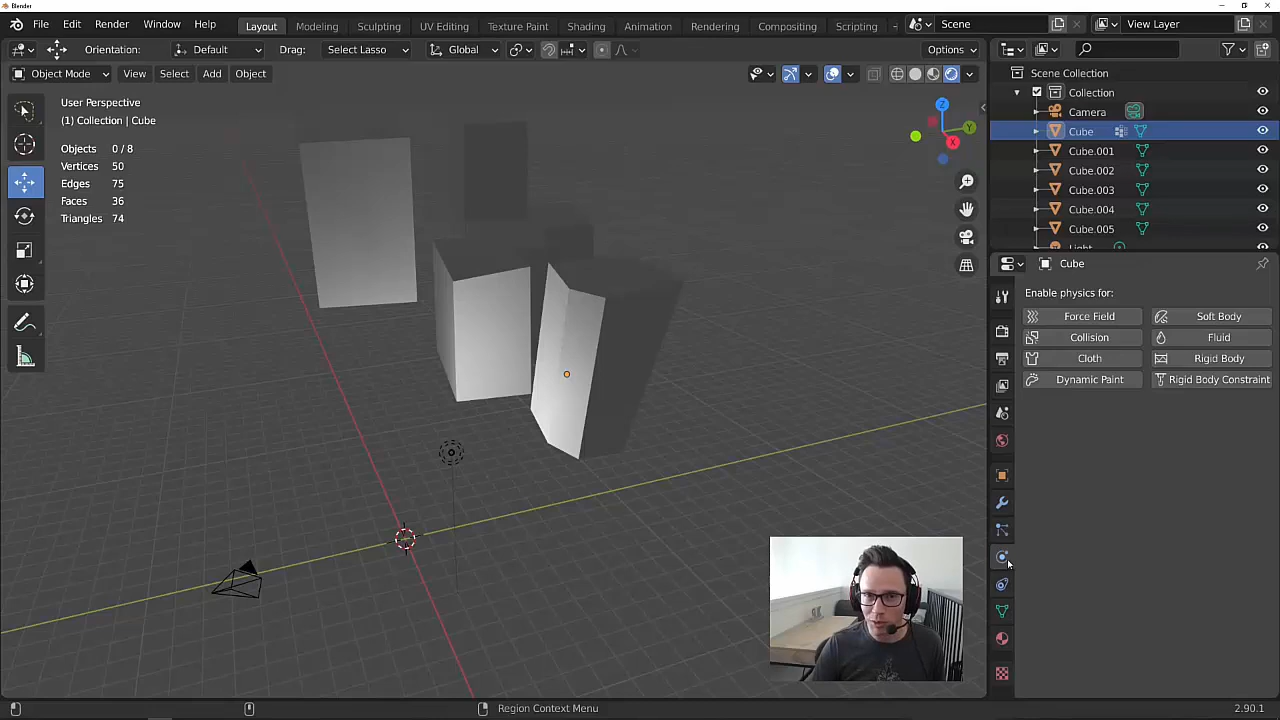 Blender
File Edit Render Window Help Layout Modeling Sculpting UV Editing Texture Paint Shading Animation Rendering Compositing Scripting Scene View Layer
Orientation: Default Drag: Select Lasso Global Options
Object Mode View Select Add Object
User Perspective
(1) Collection | Cube
Objects 0/8
Vertices 50
Edges 75
Faces 36
Triangles 74
Z
Y
X
Scene Collection
Collection
Camera
Cube
Cube.001
Cube.002
Cube.003
Cube.004
Cube.005
Light
Cube
Enable physics for:
Force Field Soft Body
Collision Fluid
Cloth Rigid Body
Dynamic Paint Rigid Body Constraint
Region Context Menu 2.90.1